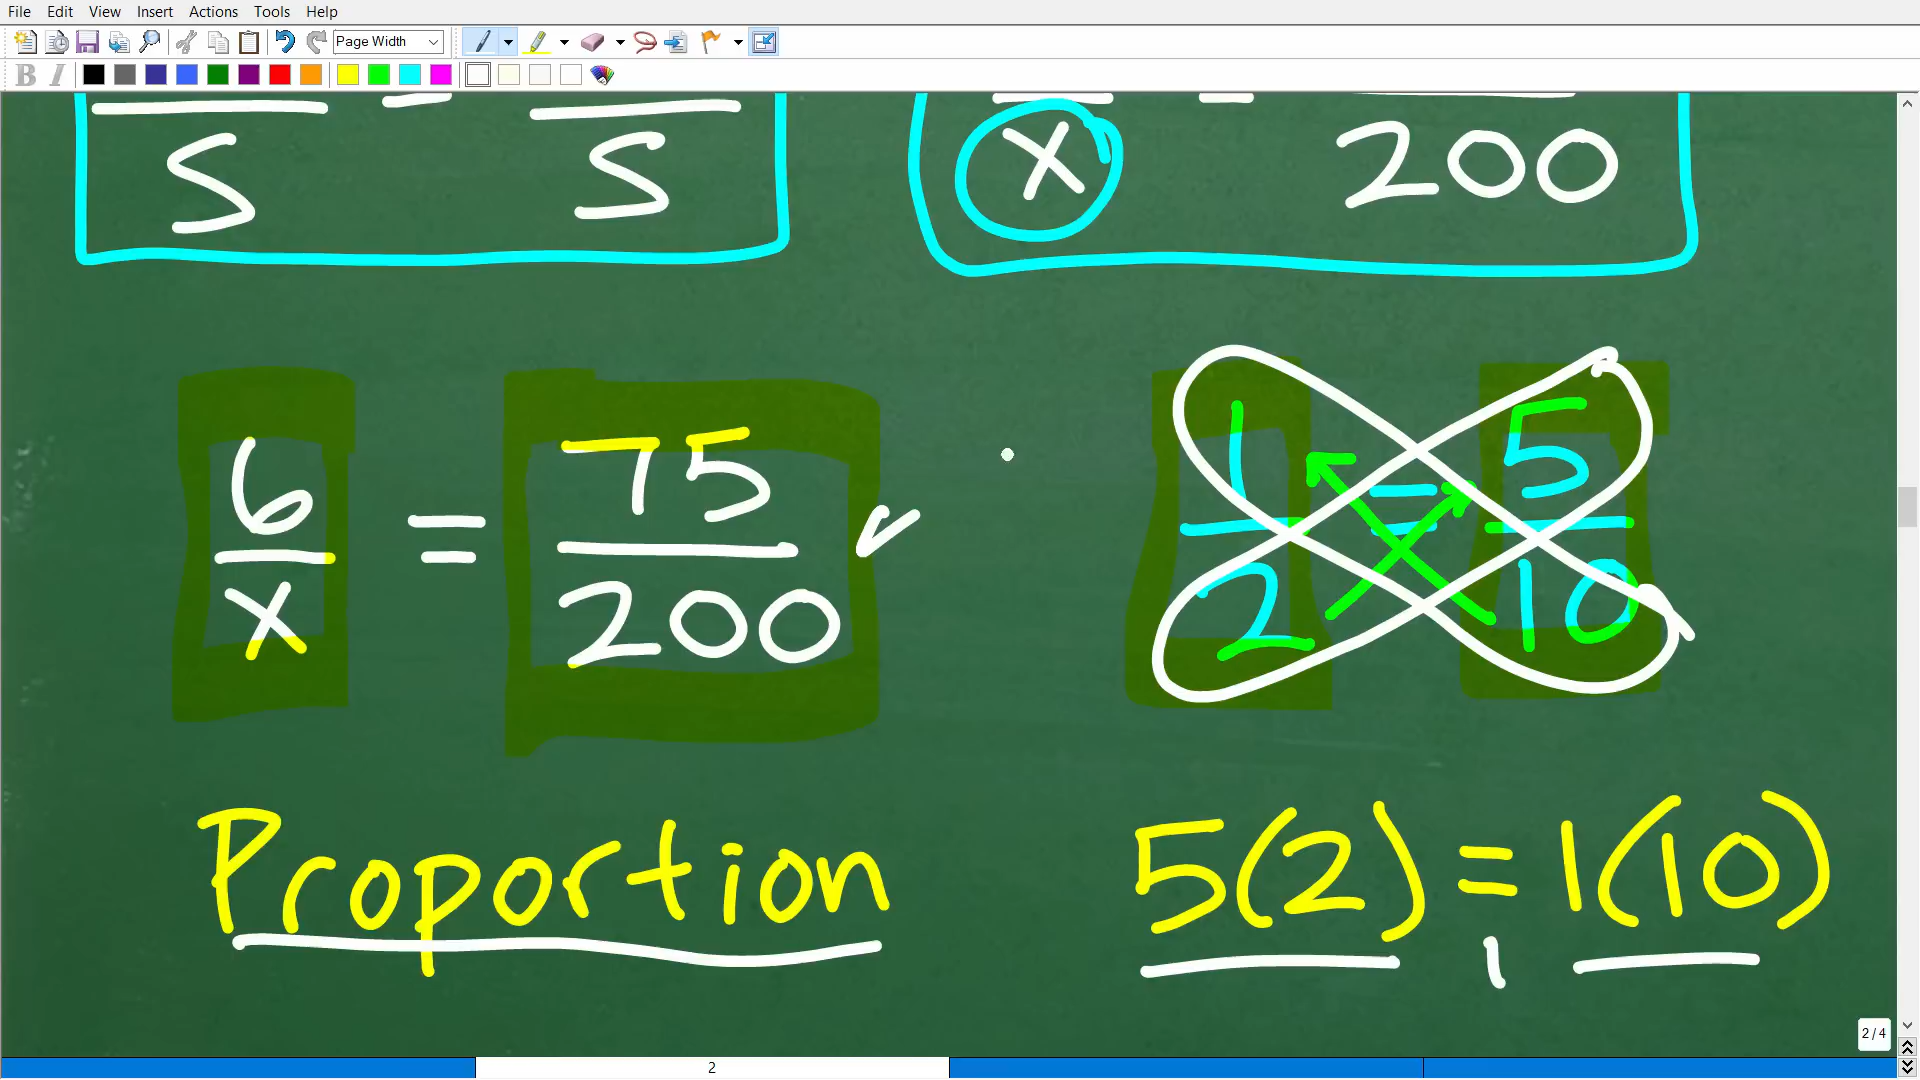 File Edit View Insert Actions Tools Help
Page Width
B I
S S
x 200
6/x = 75/200
1/2 = 5/10
Proportion
5(2) = 1(10)
2/4
2